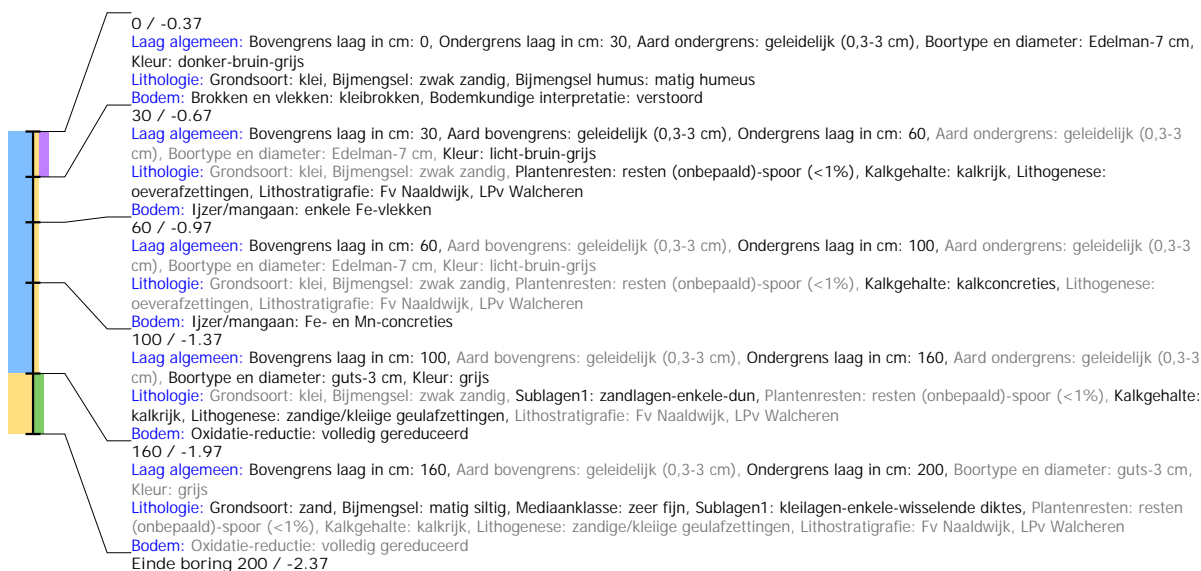 0 / -0.37
Laag algemeen: Bovengrens laag in cm: 0, Ondergrens laag in cm: 30, Aard ondergrens: geleidelijk (0,3-3 cm), Boortype en diameter: Edelman-7 cm,
Kleur: donker-bruin-grijs
Lithologie: Grondsoort: klei, Bijmengsel: zwak zandig, Bijmengsel humus: matig humeus
Bodem: Brokken en vlekken: kleibrokken, Bodemkundige interpretatie: verstoord
30 / -0.67
Laag algemeen: Bovengrens laag in cm: 30, Aard bovengrens: geleidelijk (0,3-3 cm), Ondergrens laag in cm: 60, Aard ondergrens: geleidelijk (0,3-3
cm), Boortype en diameter: Edelman-7 cm, Kleur: licht-bruin-grijs
Lithologie: Grondsoort: klei, Bijmengsel: zwak zandig, Plantenresten: resten (onbepaald)-spoor (<1%), Kalkgehalte: kalkrijk, Lithogenese:
oeverafzettingen, Lithostratigrafie: Fv Naaldwijk, LPv Walcheren
Bodem: Ijzer/mangaan: enkele Fe-vlekken
60 / -0.97
Laag algemeen: Bovengrens laag in cm: 60, Aard bovengrens: geleidelijk (0,3-3 cm), Ondergrens laag in cm: 100, Aard ondergrens: geleidelijk (0,3-3
cm), Boortype en diameter: Edelman-7 cm, Kleur: licht-bruin-grijs
Lithologie: Grondsoort: klei, Bijmengsel: zwak zandig, Plantenresten: resten (onbepaald)-spoor (<1%), Kalkgehalte: kalkconcreties, Lithogenese:
oeverafzettingen, Lithostratigrafie: Fv Naaldwijk, LPv Walcheren
Bodem: Ijzer/mangaan: Fe- en Mn-concreties
100 / -1.37
Laag algemeen: Bovengrens laag in cm: 100, Aard bovengrens: geleidelijk (0,3-3 cm), Ondergrens laag in cm: 160, Aard ondergrens: geleidelijk (0,3-3
cm), Boortype en diameter: guts-3 cm, Kleur: grijs
Lithologie: Grondsoort: klei, Bijmengsel: zwak zandig, Sublagen1: zandlagen-enkele-dun, Plantenresten: resten (onbepaald)-spoor (<1%), Kalkgehalte:
kalkrijk, Lithogenese: zandige/kleiige geulafzettingen, Lithostratigrafie: Fv Naaldwijk, LPv Walcheren
Bodem: Oxidatie-reductie: volledig gereduceerd
160 / -1.97
Laag algemeen: Bovengrens laag in cm: 160, Aard bovengrens: geleidelijk (0,3-3 cm), Ondergrens laag in cm: 200, Boortype en diameter: guts-3 cm,
Kleur: grijs
Lithologie: Grondsoort: zand, Bijmengsel: matig siltig, Mediaanklasse: zeer fijn, Sublagen1: kleilagen-enkele-wisselende diktes, Plantenresten: resten
(onbepaald)-spoor (<1%), Kalkgehalte: kalkrijk, Lithogenese: zandige/kleiige geulafzettingen, Lithostratigrafie: Fv Naaldwijk, LPv Walcheren
Bodem: Oxidatie-reductie: volledig gereduceerd
Einde boring 200 / -2.37